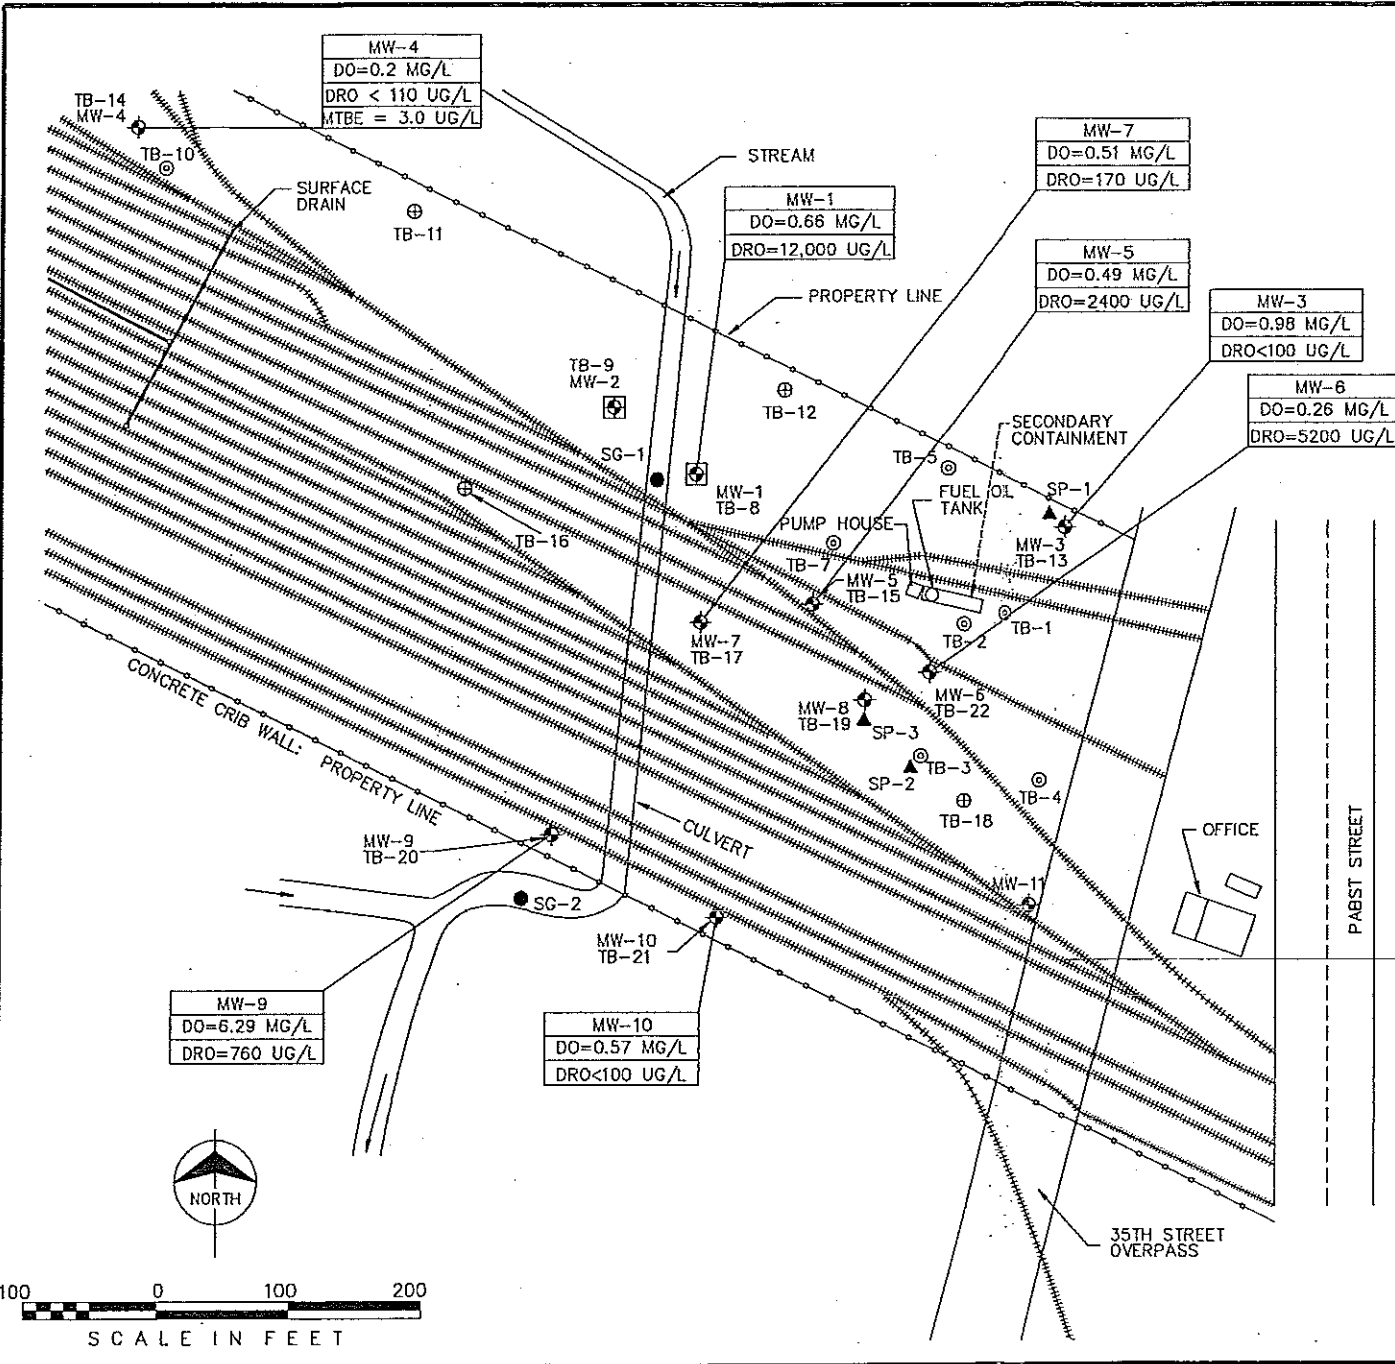 MW-4
DO=0.2 MG/L
DRO < 110 UG/L
MTBE = 3.0 UG/L
TB-14
MW-4
TB-10
SURFACE
DRAIN
TB-11
STREAM
MW-1
DO=0.66 MG/L
DRO=12,000 UG/L
MW-7
DO=0.51 MG/L
DRO=170 UG/L
MW-5
DO=0.49 MG/L
DRO=2400 UG/L
PROPERTY LINE
MW-3
DO=0.98 MG/L
DRO<100 UG/L
MW-6
DO=0.26 MG/L
DRO=5200 UG/L
TB-9
MW-2
TB-12
SECONDARY
CONTAINMENT
SG-1
MW-1
TB-8
TB-5
FUEL OIL
TANK
SP-1
PUMP HOUSE
MW-3
TB-13
TB-16
TB-7
MW-5
TB-15
TB-2
TB-1
MW-7
TB-17
MW-6
TB-22
MW-8
TB-19
SP-3
TB-3
SP-2
TB-4
TB-18
CONCRETE CRIB WALL: PROPERTY LINE
CULVERT
OFFICE
PABST STREET
MW-9
TB-20
MW-11
SG-2
MW-10
TB-21
MW-9
DO=6.29 MG/L
DRO=760 UG/L
MW-10
DO=0.57 MG/L
DRO<100 UG/L
NORTH
35TH STREET
OVERPASS
100 0 100 200
SCALE IN FEET